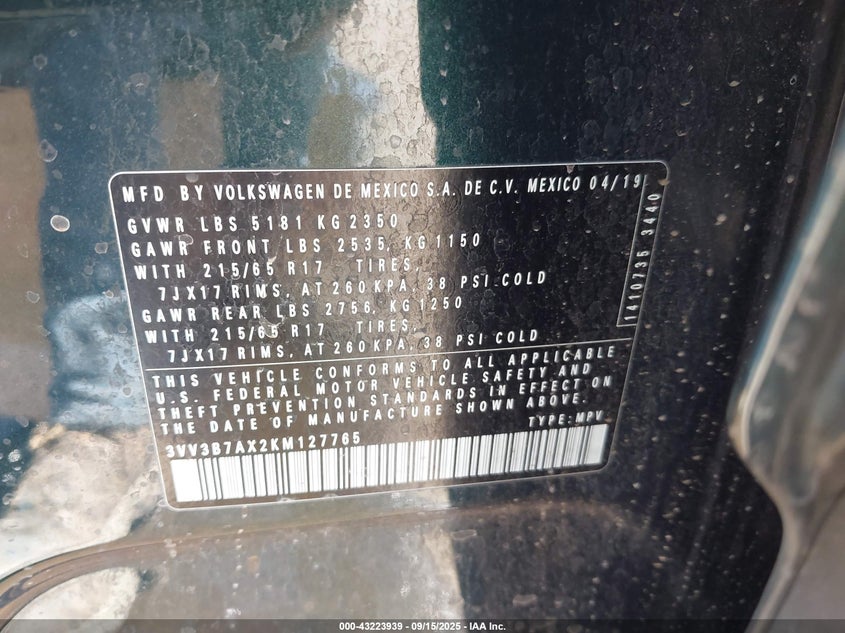 MFD BY VOLKSWAGEN DE MEXICO S.A. DE C.V. MEXICO 04/19
GVWR LBS 5181 KG 2350
GAWR FRONT LBS 2535, KG 1150
WITH 215/65 R17 TIRES,
7JX17 RIMS, AT 260 KPA, 38 PSI COLD
GAWR REAR LBS 2756, KG 1250
WITH 215/65 R17 TIRES,
7JX17 RIMS, AT 260 KPA, 38 PSI COLD
1410735 3440
THIS VEHICLE CONFORMS TO ALL APPLICABLE
U.S. FEDERAL MOTOR VEHICLE SAFETY AND
THEFT PREVENTION STANDARDS IN EFFECT ON
THE DATE OF MANUFACTURE SHOWN ABOVE.
TYPE: MPV
3VV3B7AX2KM127765
000-43223939 - 09/15/2025 - IAA Inc.